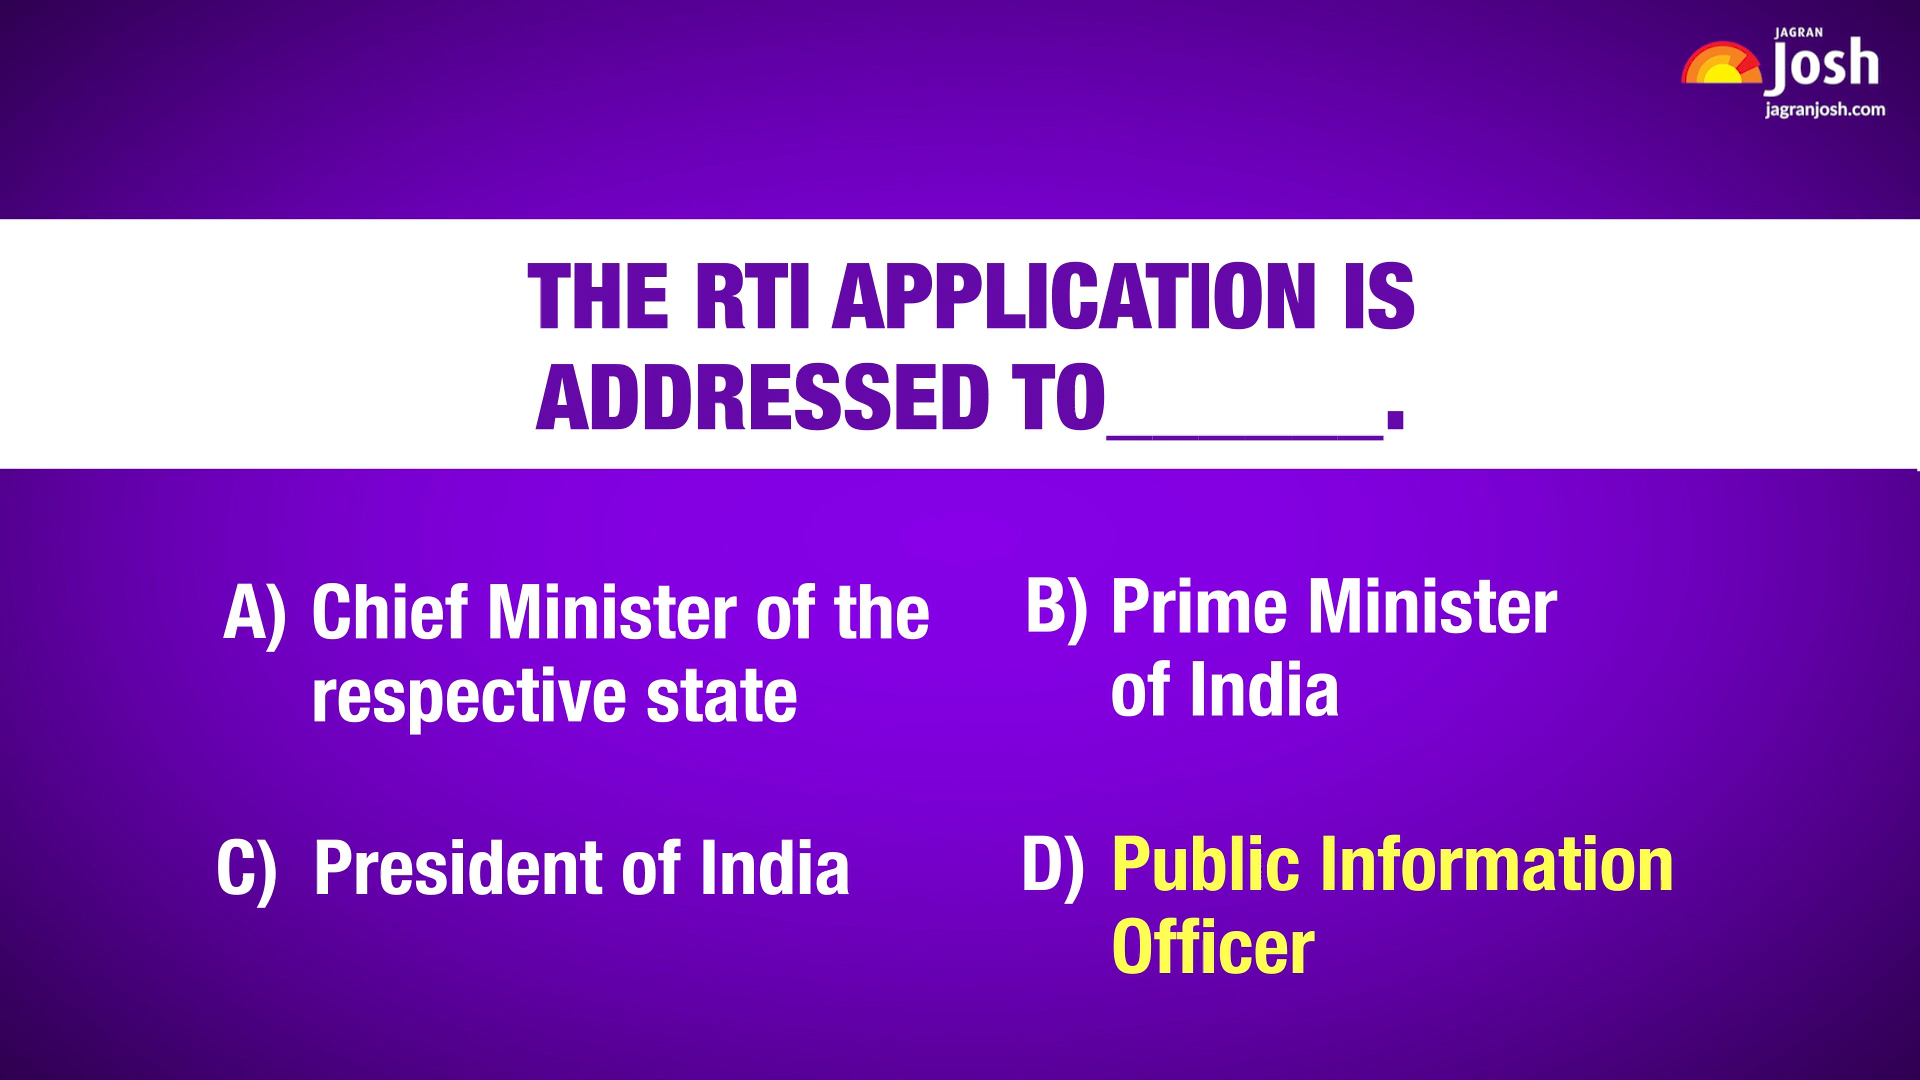 JAGRAN
Josh
jagranjosh.com
THE RTI APPLICATION IS
ADDRESSED TO______.
A) Chief Minister of the
respective state
B) Prime Minister
of India
C) President of India
D) Public Information
Officer